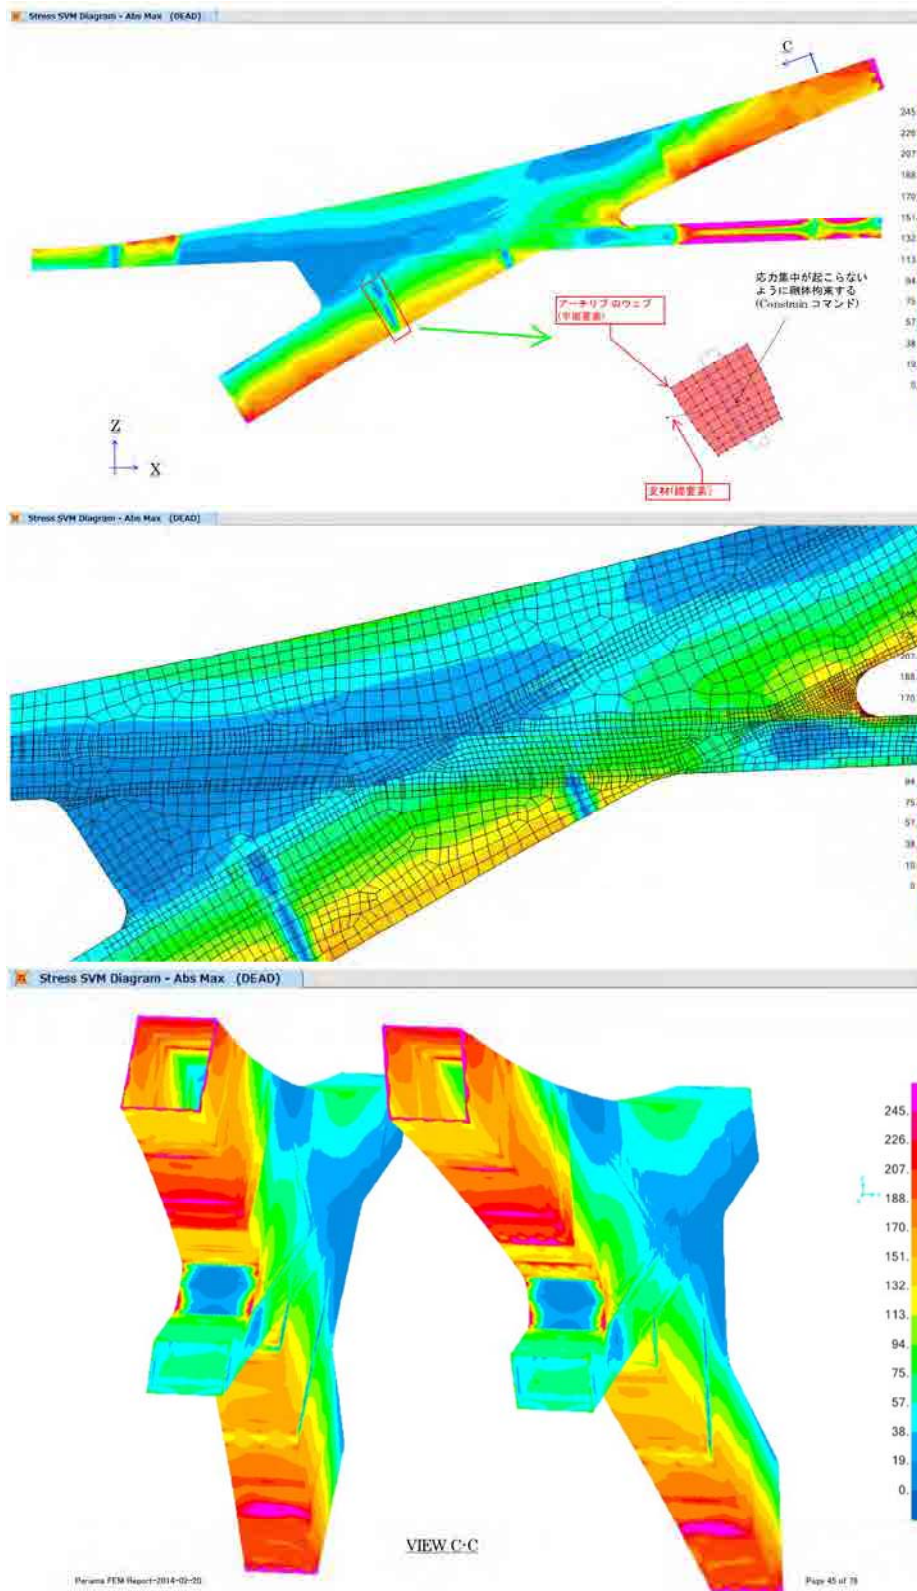 Stress SVM Diagram - Abs Max (DEAD)
C
245.
226.
207.
188.
170.
151.
132.
113.
94.
75.
57.
38.
19.
0.
応力集中が起こらない
ように剛体拘束する
(Constrain コマンド)
アーチリブのウェブ
(平面要素)
支材(線要素)
Z
X
Stress SVM Diagram - Abs Max (DEAD)
207.
188.
170.
94.
75.
57.
38.
19.
0.
Stress SVM Diagram - Abs Max (DEAD)
245.
226.
207.
188.
170.
151.
132.
113.
94.
75.
57.
38.
19.
0.
VIEW C-C
Perums FEM Report-2014-02-20
Page 45 of 78